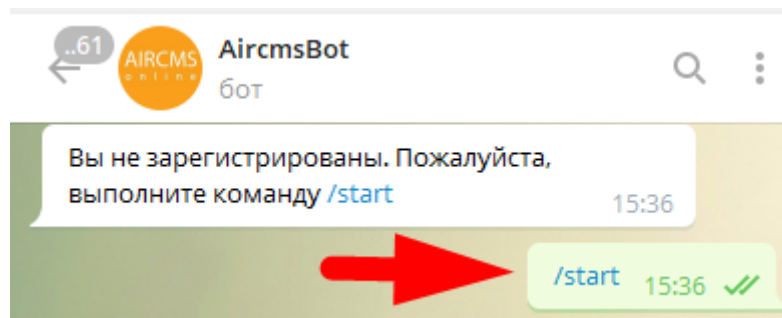 ..61
AIRCMS
online
AircmsBot
бот
Вы не зарегистрированы. Пожалуйста,
выполните команду /start
15:36
/start 15:36